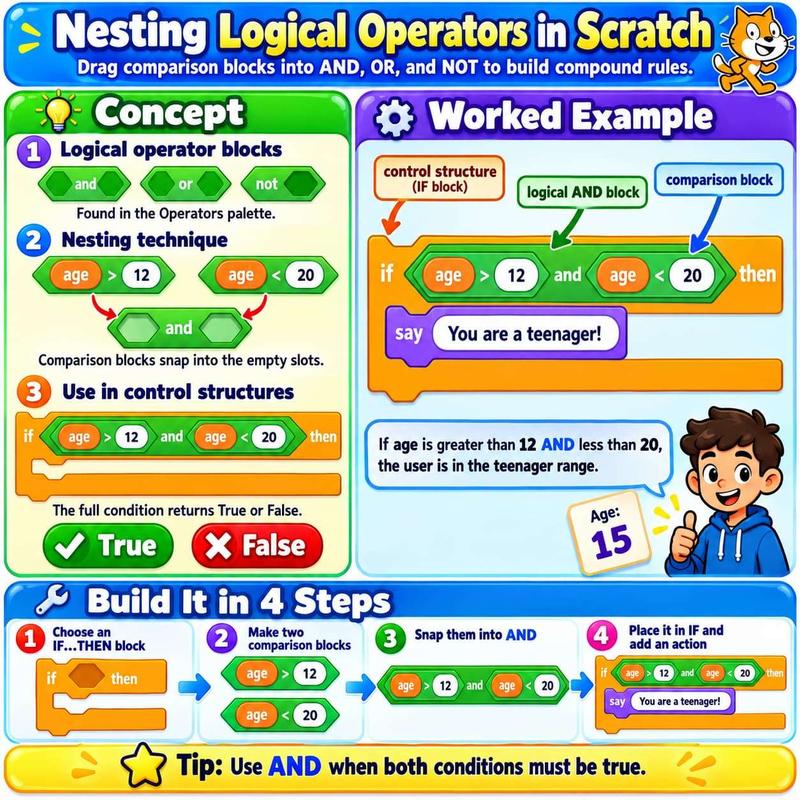 Nesting Logical Operators in Scratch
Drag comparison blocks into AND, OR, and NOT to build compound rules.
Concept
1 Logical operator blocks
and or not
Found in the Operators palette.
2 Nesting technique
age > 12 age < 20
and
Comparison blocks snap into the empty slots.
3 Use in control structures
if age > 12 and age < 20 then
The full condition returns True or False.
True False
Worked Example
control structure
(IF block)
logical AND block
comparison block
if age > 12 and age < 20 then
say You are a teenager!
If age is greater than 12 AND less than 20,
the user is in the teenager range.
Age:
15
Build It in 4 Steps
1 Choose an
IF...THEN block
if then
2 Make two
comparison blocks
age > 12
age < 20
3 Snap them into AND
age > 12 and age < 20
4 Place it in IF and
add an action
if age > 12 and age < 20 then
say You are a teenager!
Tip: Use AND when both conditions must be true.